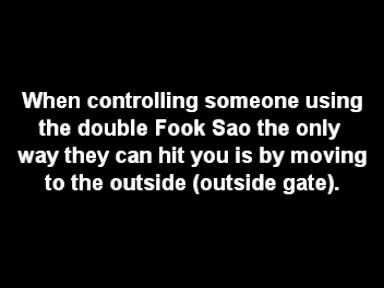 When controlling someone using
the double Fook Sao the only
way they can hit you is by moving
to the outside (outside gate).